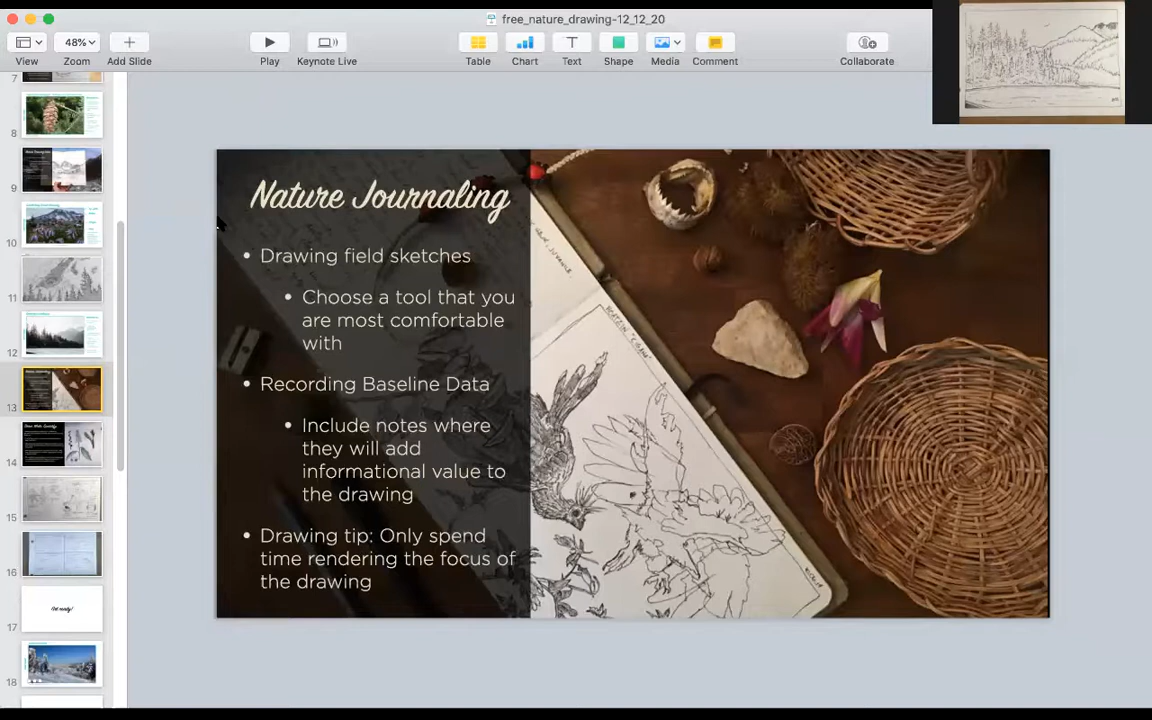 free_nature_drawing-12_12_20
48%
View
Zoom
Add Slide
Play
Keynote Live
Table
Chart
Text
Shape
Media
Comment
Collaborate
7
8
9
10
11
12
13
14
15
16
17
18
Nature Journaling
• Drawing field sketches
• Choose a tool that you
are most comfortable
with
• Recording Baseline Data
• Include notes where
they will add
informational value to
the drawing
• Drawing tip: Only spend
time rendering the focus of
the drawing